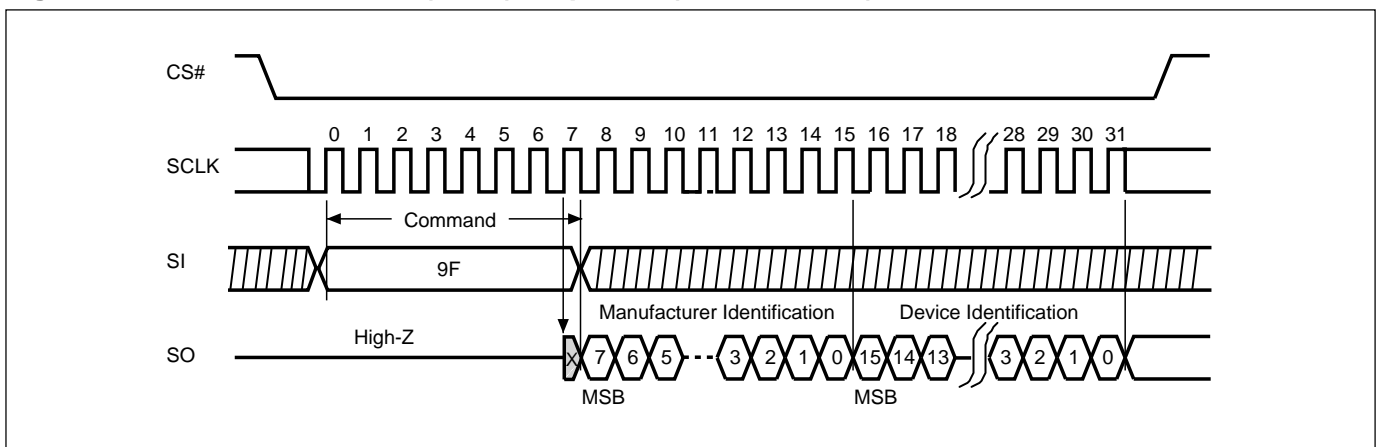 CS#
0 1 2 3 4 5 6 7 8 9 10 11 12 13 14 15 16 17 18 28 29 30 31
SCLK
Command
SI
9F
Manufacturer Identification Device Identification
High-Z
SO
X 7 6 5 3 2 1 0 15 14 13 3 2 1 0
MSB MSB